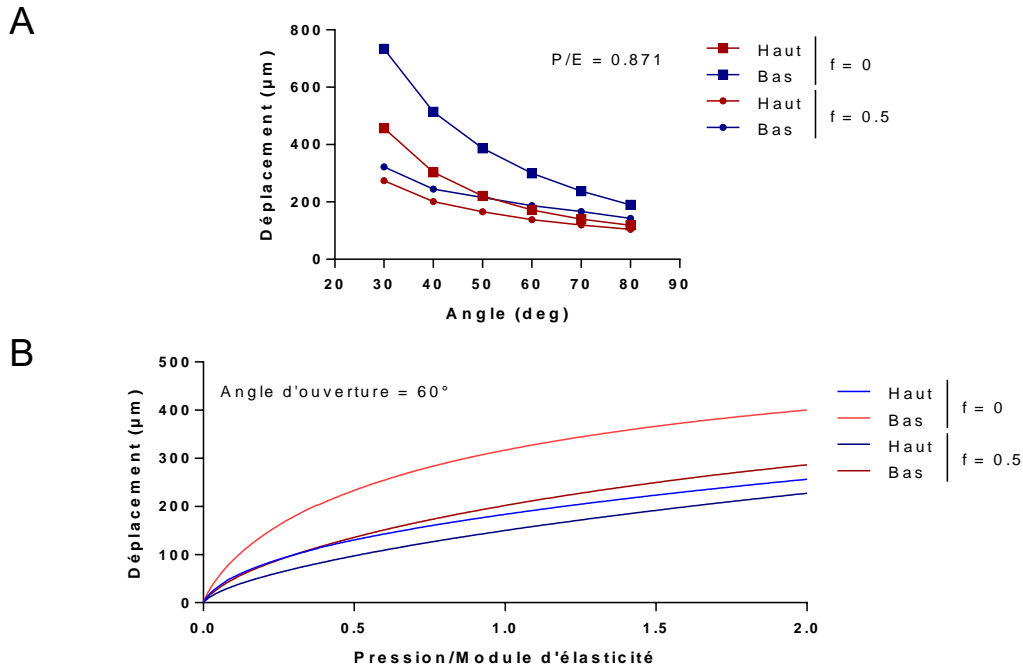 A
800
600
400
200
0
Déplacement (µm)
P/E = 0.871
Haut
Bas
f = 0
Haut
Bas
f = 0.5
20 30 40 50 60 70 80 90
Angle (deg)
B
500
400
300
200
100
0
Déplacement (µm)
Angle d'ouverture = 60°
Haut
Bas
f = 0
Haut
Bas
f = 0.5
0.0 0.5 1.0 1.5 2.0
Pression/Module d'élasticité